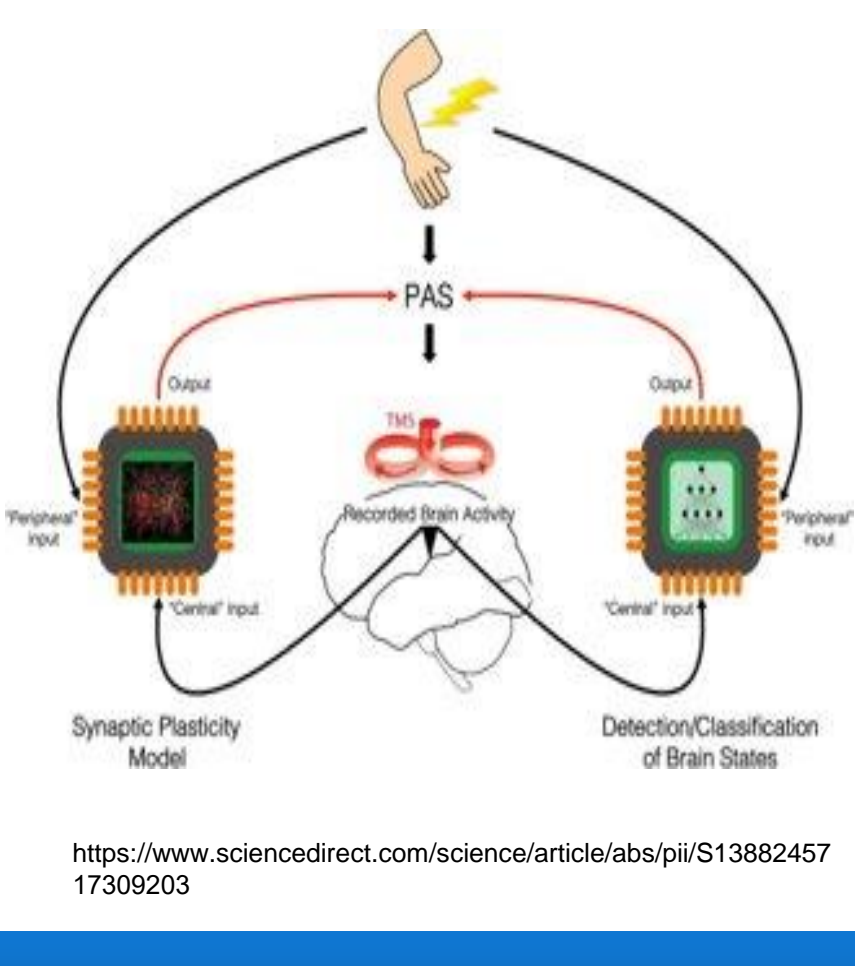 PAS
Output
Output
TMS
Recorded Brain Activity
"Peripheral"
input
"Peripheral"
input
"Central" input
"Central" input
Synaptic Plasticity
Model
Detection/Classification
of Brain States
https://www.sciencedirect.com/science/article/abs/pii/S13882457
17309203